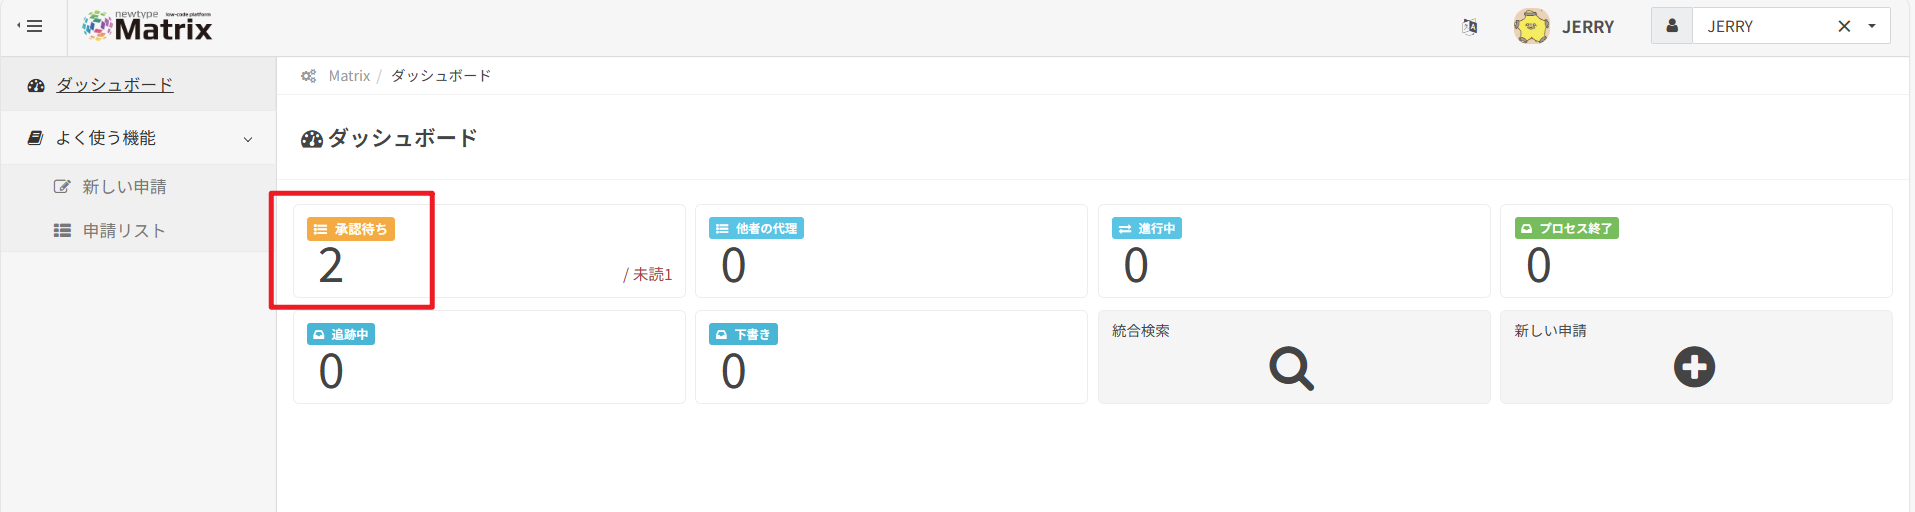 newtype low-code platform
Matrix
JERRY
JERRY
ダッシュボード
よく使う機能
新しい申請
申請リスト
Matrix / ダッシュボード
ダッシュボード
承認待ち
2
/ 未読1
他者の代理
0
進行中
0
プロセス終了
0
追跡中
0
下書き
0
統合検索
新しい申請